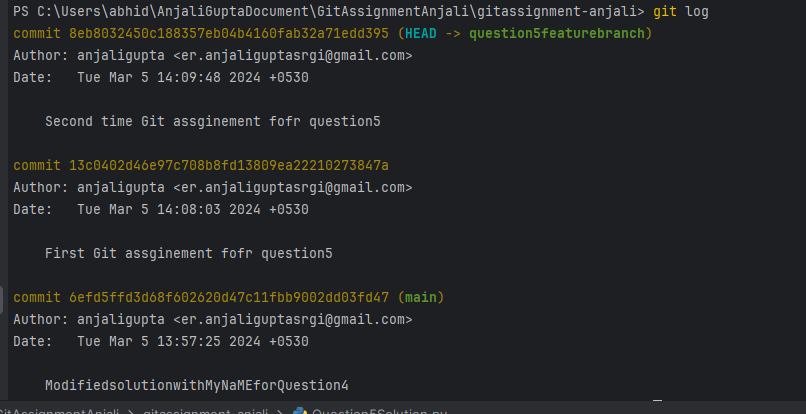 PS C:\Users\abhid\AnjaliGuptaDocument\GitAssignmentAnjali\gitassignment-anjali> git log
commit 8eb8032450c188357eb04b4160fab32a71edd395 (HEAD -> question5featurebranch)
Author: anjaligupta <er.anjaliguptasrgi@gmail.com>
Date:   Tue Mar 5 14:09:48 2024 +0530
    Second time Git assginement fofr question5
commit 13c0402d46e97c708b8fd13809ea22210273847a
Author: anjaligupta <er.anjaliguptasrgi@gmail.com>
Date:   Tue Mar 5 14:08:03 2024 +0530
    First Git assginement fofr question5
commit 6efd5ffd3d68f602620d47c11fbb9002dd03fd47 (main)
Author: anjaligupta <er.anjaliguptasrgi@gmail.com>
Date:   Tue Mar 5 13:57:25 2024 +0530
    ModifiedsolutionwithMyNaMEforQuestion4
GitAssignmentAnjali > gitassignment-anjali > Question5Solution.py